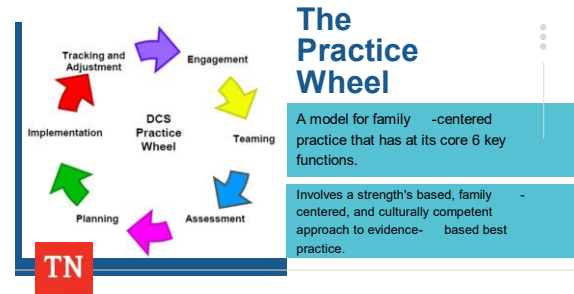 The
Practice
Wheel
Tracking and
Adjustment
Engagement
Implementation
DCS
Practice
Wheel
Teaming
Planning
Assessment
A model for family -centered
practice that has at its core 6 key
functions.
Involves a strength's based, family -
centered, and culturally competent
approach to evidence- based best
practice.
TN